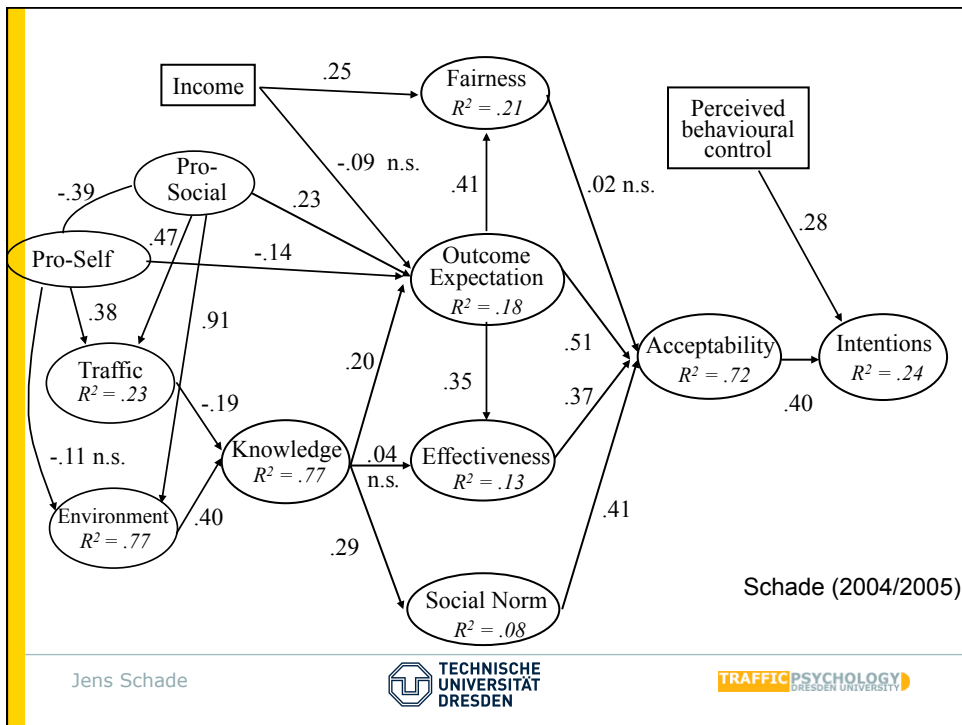 Income
.25
Fairness
R² = .21
Perceived
behavioural
control
-.09 n.s.
Pro-
Social
-.39
.23
.41
.02 n.s.
.47
Pro-Self
-.14
Outcome
Expectation
R² = .18
.28
.38
.91
Traffic
R² = .23
.20
.51
Acceptability
R² = .72
Intentions
R² = .24
.35
.37
.40
-.19
-.11 n.s.
Knowledge
R² = .77
.04
n.s.
Effectiveness
R² = .13
Environment
R² = .77
.40
.41
.29
Social Norm
R² = .08
Schade (2004/2005)
Jens Schade
TECHNISCHE
UNIVERSITÄT
DRESDEN
TRAFFIC PSYCHOLOGY
DRESDEN UNIVERSITY